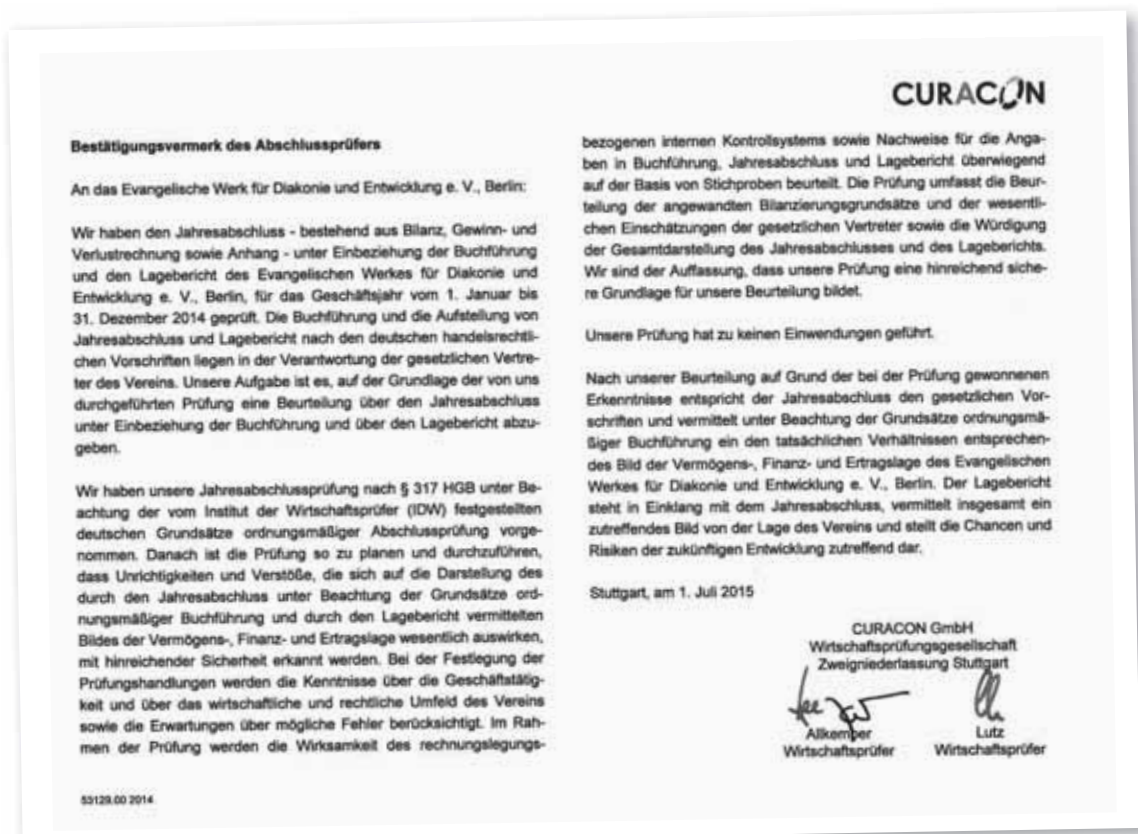 CURACON
Bestätigungsvermerk des Abschlussprüfers
An das Evangelische Werk für Diakonie und Entwicklung e. V., Berlin:
Wir haben den Jahresabschluss - bestehend aus Bilanz, Gewinn- und
Verlustrechnung sowie Anhang - unter Einbeziehung der Buchführung
und den Lagebericht des Evangelischen Werkes für Diakonie und
Entwicklung e. V., Berlin, für das Geschäftsjahr vom 1. Januar bis
31. Dezember 2014 geprüft. Die Buchführung und die Aufstellung von
Jahresabschluss und Lagebericht nach den deutschen handelsrechtli-
chen Vorschriften liegen in der Verantwortung der gesetzlichen Vertre-
ter des Vereins. Unsere Aufgabe ist es, auf der Grundlage der von uns
durchgeführten Prüfung eine Beurteilung über den Jahresabschluss
unter Einbeziehung der Buchführung und über den Lagebericht abzu-
geben.
Wir haben unsere Jahresabschlussprüfung nach § 317 HGB unter Be-
achtung der vom Institut der Wirtschaftsprüfer (IDW) festgestellten
deutschen Grundsätze ordnungsmäßiger Abschlussprüfung vorge-
nommen. Danach ist die Prüfung so zu planen und durchzuführen,
dass Unrichtigkeiten und Verstöße, die sich auf die Darstellung des
durch den Jahresabschluss unter Beachtung der Grundsätze ord-
nungsmäßiger Buchführung und durch den Lagebericht vermittelten
Bildes der Vermögens-, Finanz- und Ertragslage wesentlich auswirken,
mit hinreichender Sicherheit erkannt werden. Bei der Festlegung der
Prüfungshandlungen werden die Kenntnisse über die Geschäftstätig-
keit und über das wirtschaftliche und rechtliche Umfeld des Vereins
sowie die Erwartungen über mögliche Fehler berücksichtigt. Im Rah-
men der Prüfung werden die Wirksamkeit des rechnungslegungs-
bezogenen internen Kontrollsystems sowie Nachweise für die Anga-
ben in Buchführung, Jahresabschluss und Lagebericht überwiegend
auf der Basis von Stichproben beurteilt. Die Prüfung umfasst die Beur-
teilung der angewandten Bilanzierungsgrundsätze und der wesentli-
chen Einschätzungen der gesetzlichen Vertreter sowie die Würdigung
der Gesamtdarstellung des Jahresabschlusses und des Lageberichts.
Wir sind der Auffassung, dass unsere Prüfung eine hinreichend siche-
re Grundlage für unsere Beurteilung bildet.
Unsere Prüfung hat zu keinen Einwendungen geführt.
Nach unserer Beurteilung auf Grund der bei der Prüfung gewonnenen
Erkenntnisse entspricht der Jahresabschluss den gesetzlichen Vor-
schriften und vermittelt unter Beachtung der Grundsätze ordnungsmä-
ßiger Buchführung ein den tatsächlichen Verhältnissen entsprechen-
des Bild der Vermögens-, Finanz- und Ertragslage des Evangelischen
Werkes für Diakonie und Entwicklung e. V., Berlin. Der Lagebericht
steht in Einklang mit dem Jahresabschluss, vermittelt insgesamt ein
zutreffendes Bild von der Lage des Vereins und stellt die Chancen und
Risiken der zukünftigen Entwicklung zutreffend dar.
Stuttgart, am 1. Juli 2015
CURACON GmbH
Wirtschaftsprüfungsgesellschaft
Zweigniederlassung Stuttgart
Allkemper Lutz
Wirtschaftsprüfer Wirtschaftsprüfer
53129.00 2014